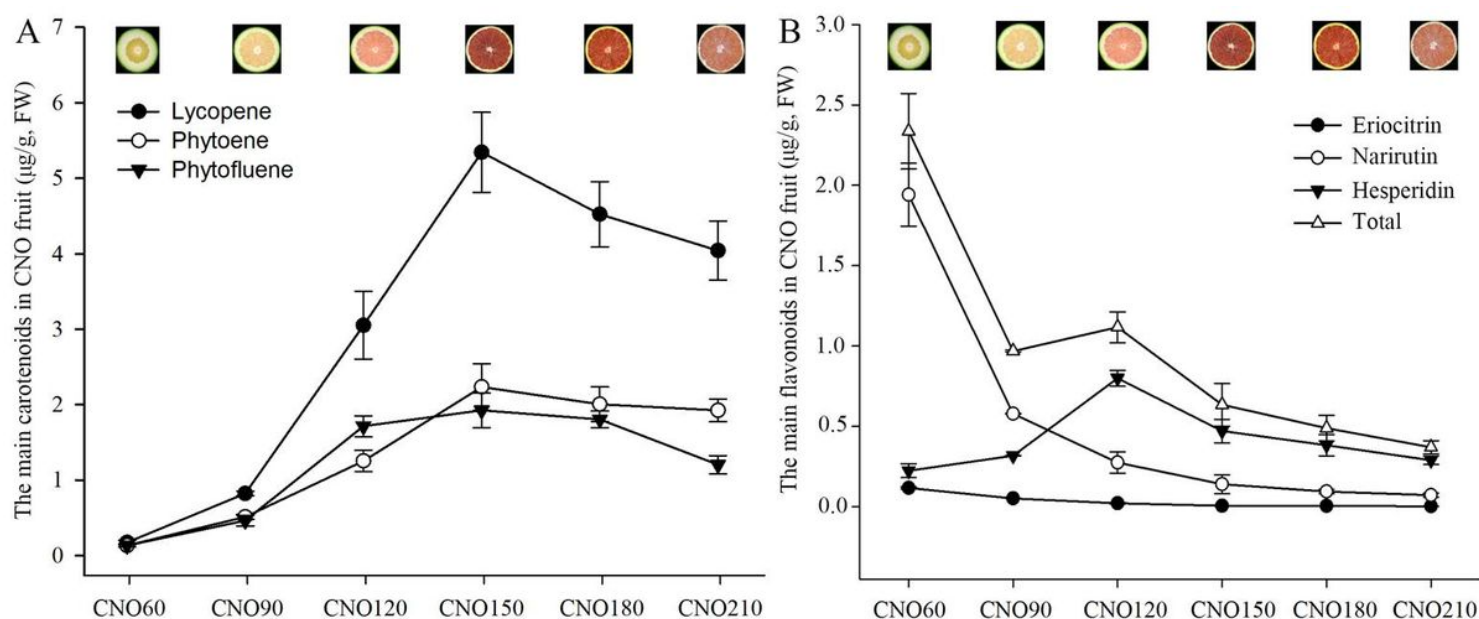 A
The main carotenoids in CNO fruit (µg/g, FW)
7
6
5
4
3
2
1
0
Lycopene
Phytoene
Phytofluene
CNO60 CNO90 CNO120 CNO150 CNO180 CNO210
B
The main flavonoids in CNO fruit (µg/g, FW)
3.0
2.5
2.0
1.5
1.0
0.5
0.0
Eriocitrin
Narirutin
Hesperidin
Total
CNO60 CNO90 CNO120 CNO150 CNO180 CNO210